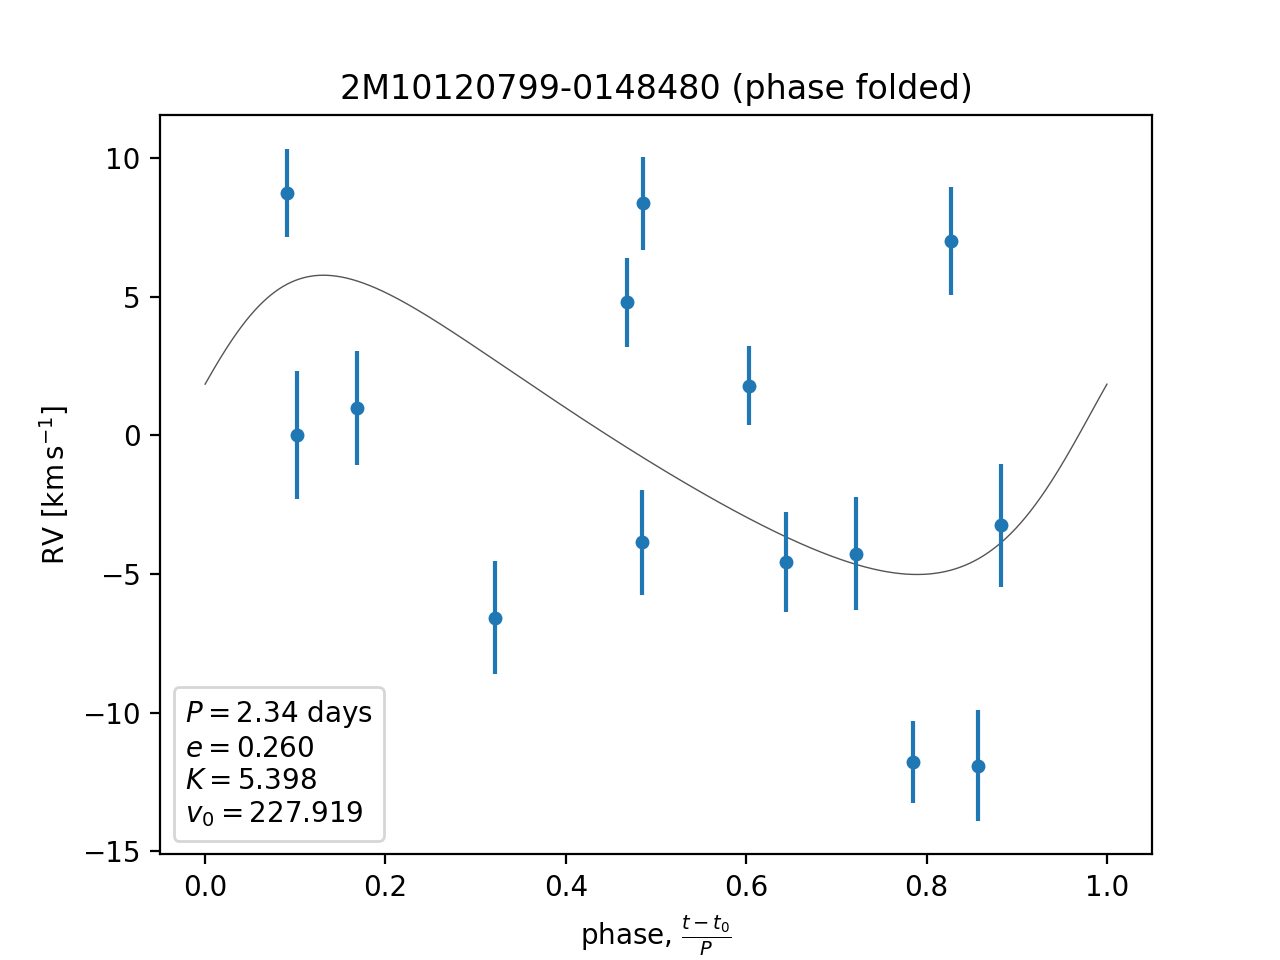 2M10120799-0148480 (phase folded)
10
5
0
−5
−10
−15
RV [km s⁻¹]
P = 2.34 days
e = 0.260
K = 5.398
v₀ = 227.919
0.0 0.2 0.4 0.6 0.8 1.0
phase, (t − t₀)/P